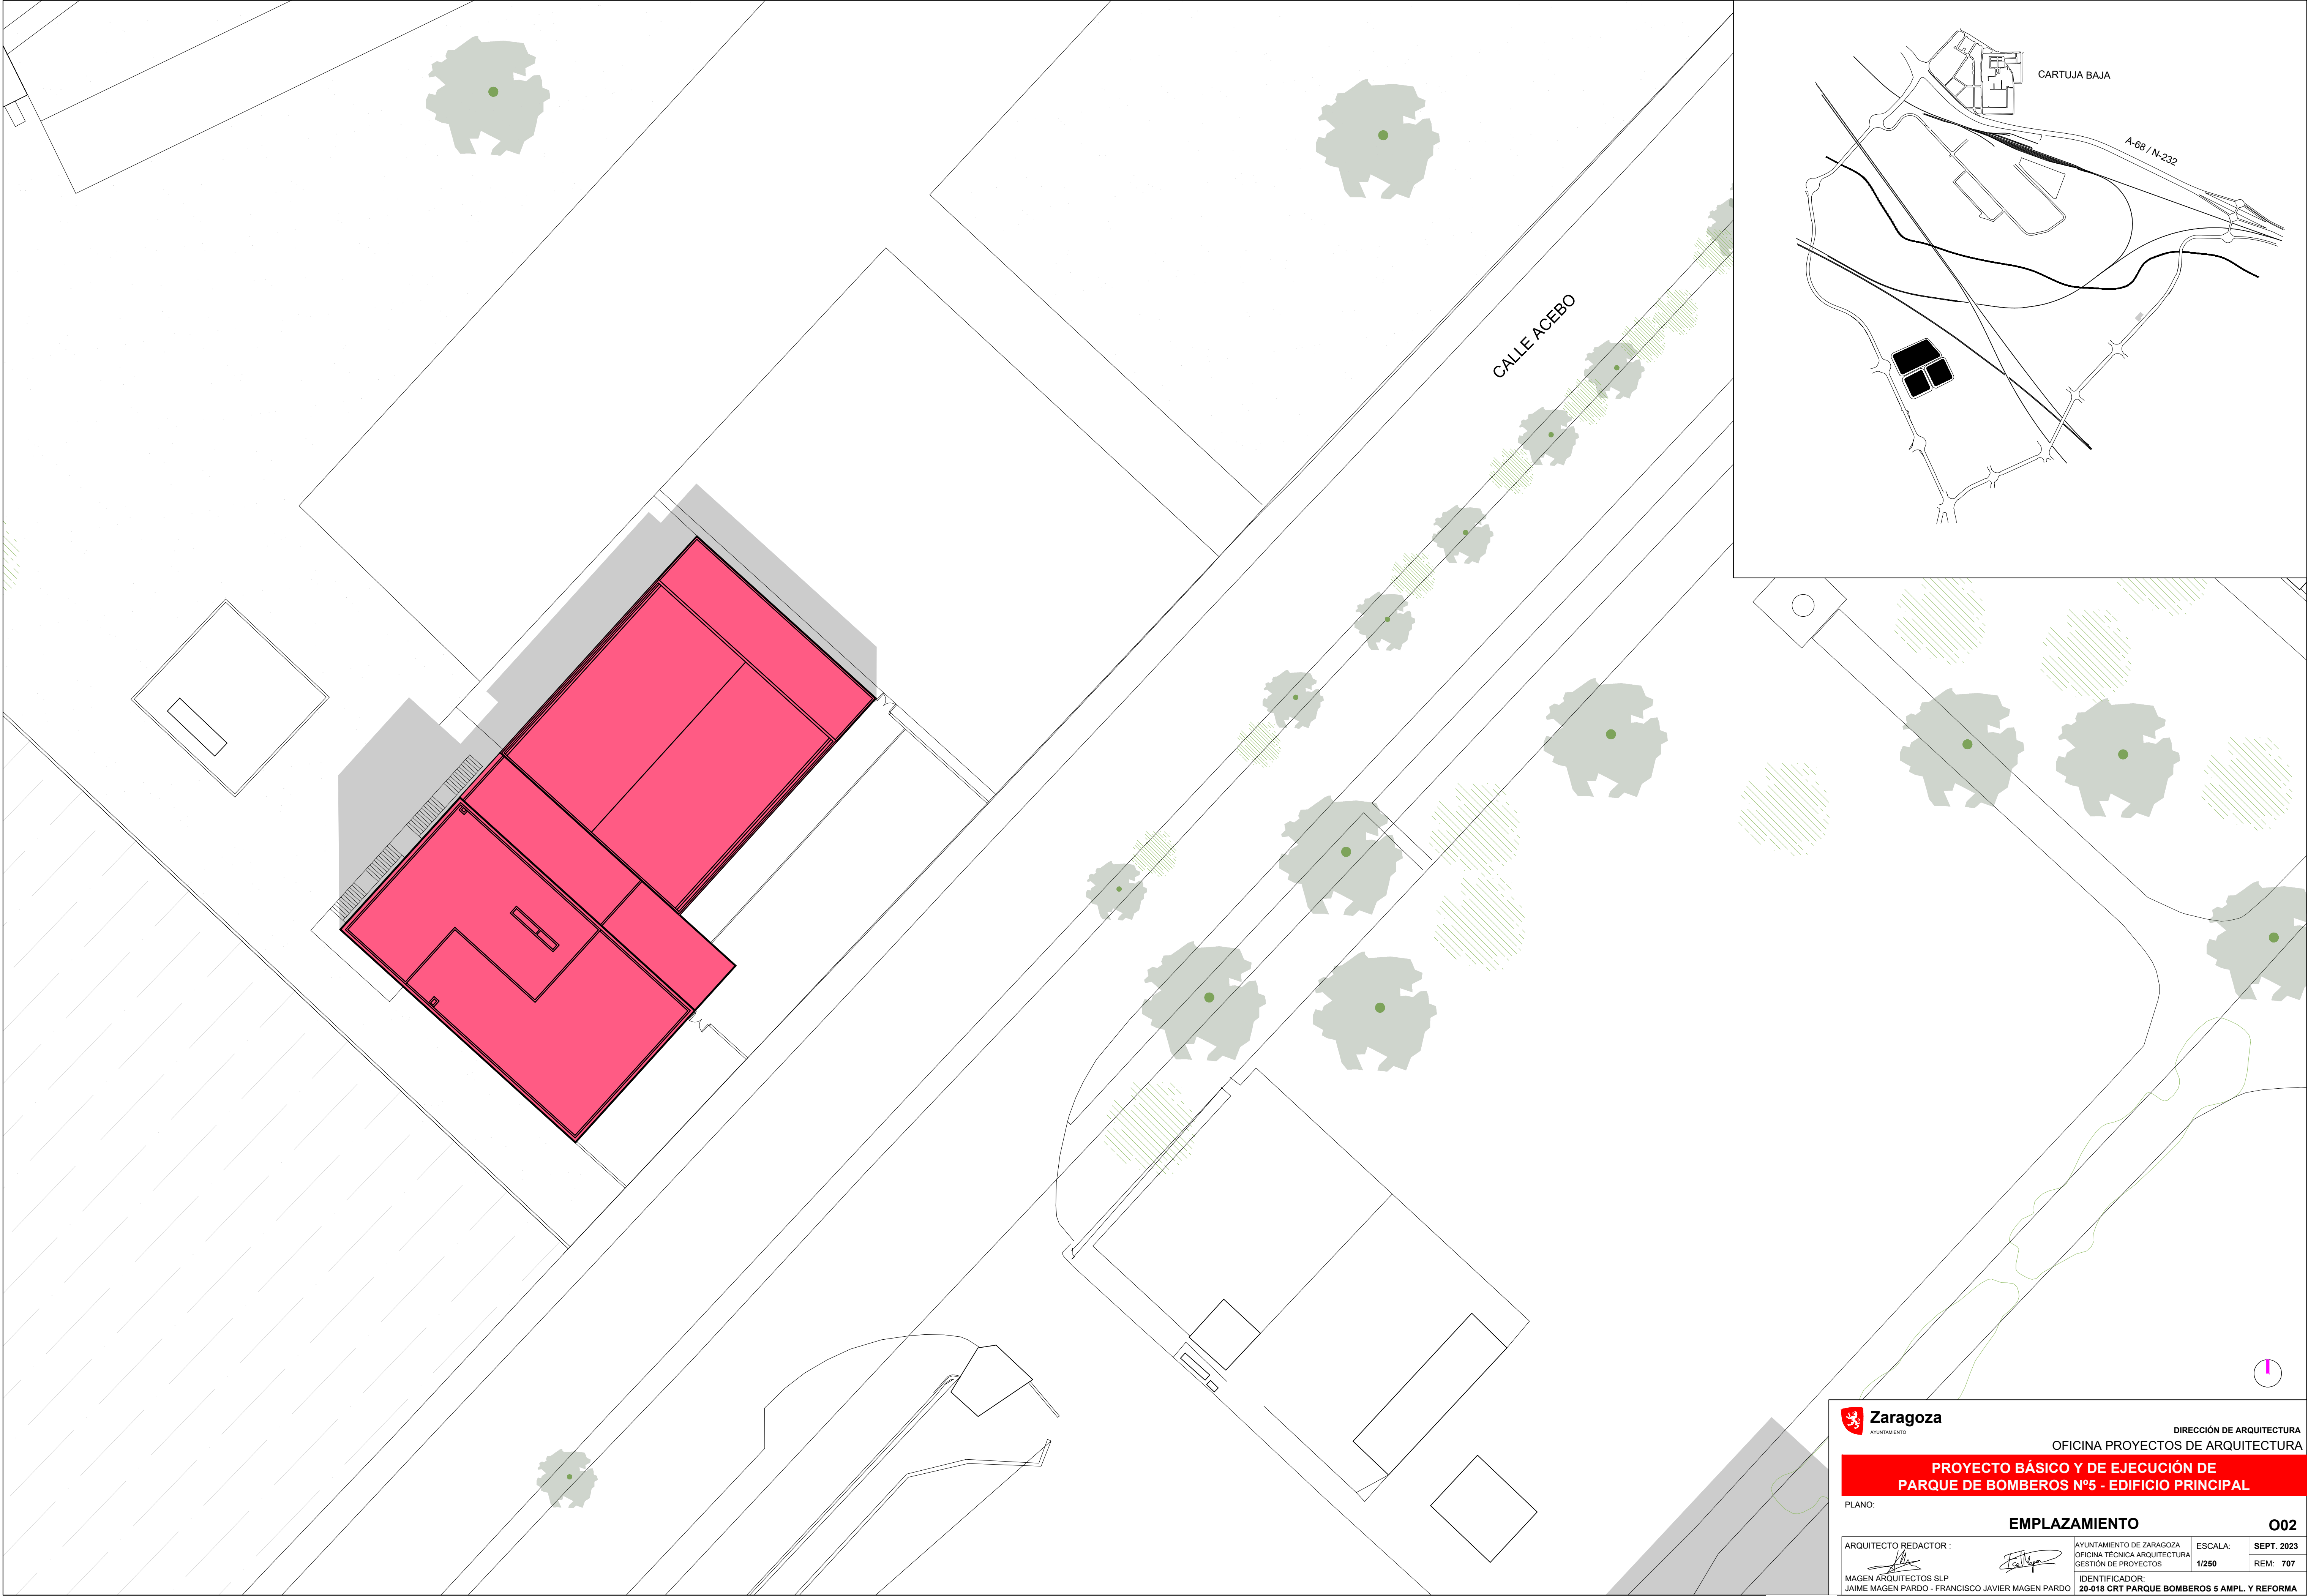 CARTUJA BAJA
A-68 / N-232
CALLE ACEBO
Zaragoza
AYUNTAMIENTO
DIRECCIÓN DE ARQUITECTURA
OFICINA PROYECTOS DE ARQUITECTURA
PROYECTO BÁSICO Y DE EJECUCIÓN DE
PARQUE DE BOMBEROS Nº5 - EDIFICIO PRINCIPAL
PLANO:
EMPLAZAMIENTO
O02
ARQUITECTO REDACTOR :
MAGEN ARQUITECTOS SLP
JAIME MAGEN PARDO - FRANCISCO JAVIER MAGEN PARDO
AYUNTAMIENTO DE ZARAGOZA
OFICINA TÉCNICA ARQUITECTURA
GESTIÓN DE PROYECTOS
ESCALA:
1/250
SEPT. 2023
REM: 707
IDENTIFICADOR:
20-018 CRT PARQUE BOMBEROS 5 AMPL. Y REFORMA